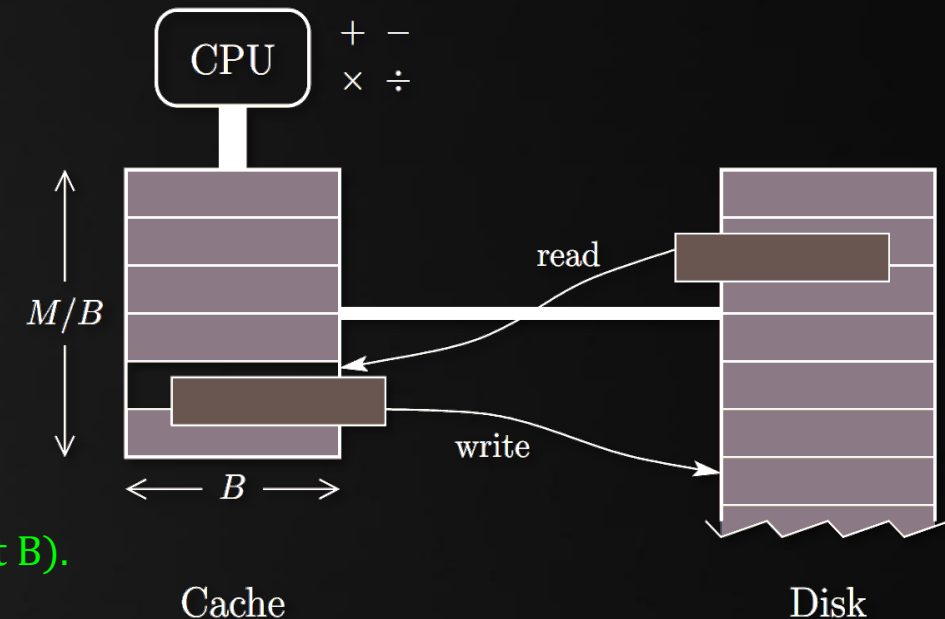 CPU
+ −
× ÷
read
M/B
write
B
t B).
Cache
Disk